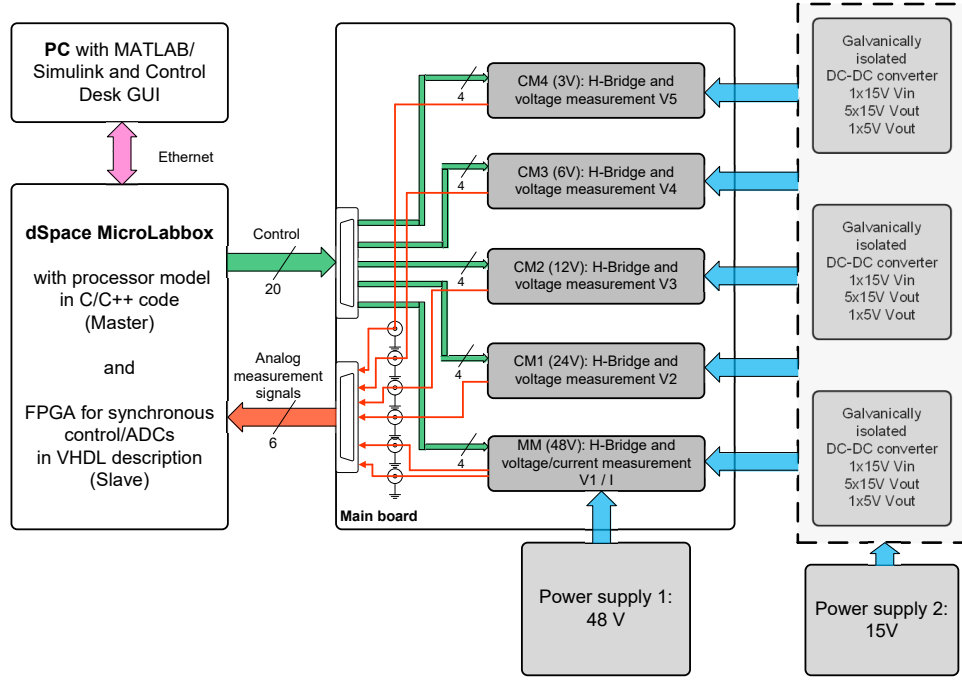 PC with MATLAB/
Simulink and Control
Desk GUI
Ethernet
dSpace MicroLabbox
with processor model
in C/C++ code
(Master)
and
FPGA for synchronous
control/ADCs
in VHDL description
(Slave)
Control
20
Analog
measurement
signals
6
CM4 (3V): H-Bridge and
voltage measurement V5
4
CM3 (6V): H-Bridge and
voltage measurement V4
4
CM2 (12V): H-Bridge and
voltage measurement V3
4
CM1 (24V): H-Bridge and
voltage measurement V2
4
MM (48V): H-Bridge and
voltage/current measurement
V1 / I
4
Main board
Power supply 1:
48 V
Galvanically
isolated
DC-DC converter
1x15V Vin
5x15V Vout
1x5V Vout
Galvanically
isolated
DC-DC converter
1x15V Vin
5x15V Vout
1x5V Vout
Galvanically
isolated
DC-DC converter
1x15V Vin
5x15V Vout
1x5V Vout
Power supply 2:
15V